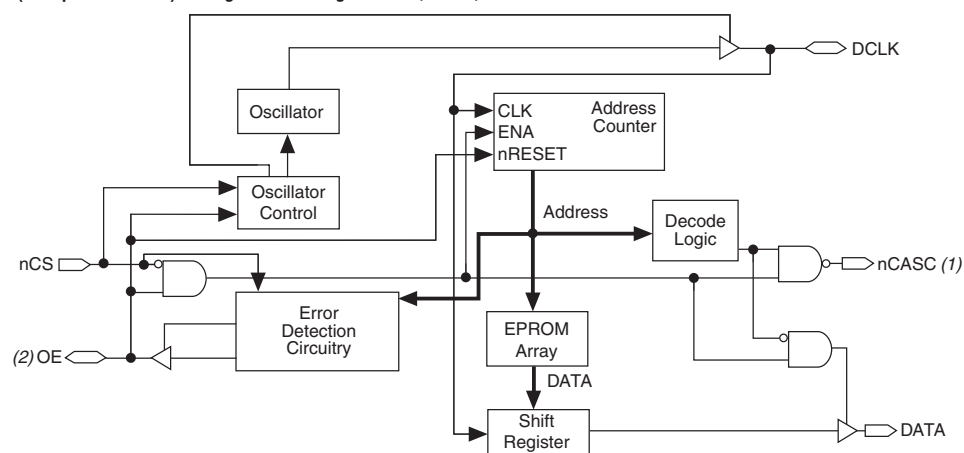 DCLK
Oscillator
CLK
Address
Counter
ENA
nRESET
Oscillator
Control
Address
Decode
Logic
nCS
nCASC (1)
Error
Detection
Circuitry
EPROM
Array
(2) OE
DATA
Shift
Register
DATA